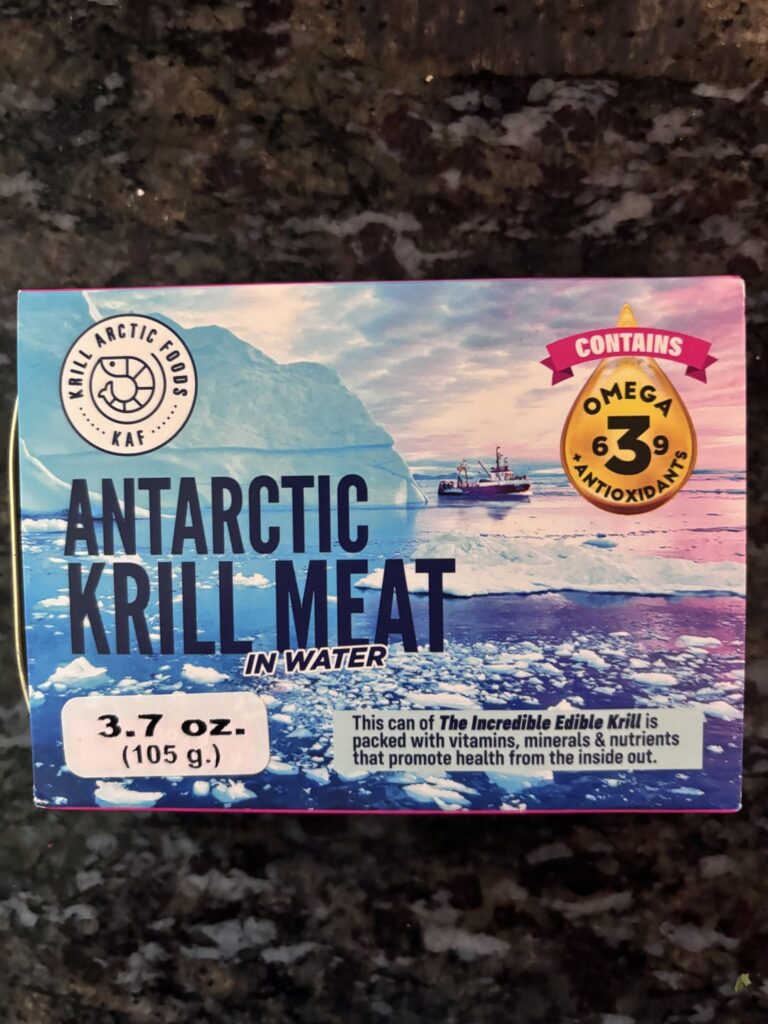 KRILL ARCTIC FOODS
KAF
CONTAINS
OMEGA
6 3 9
+ ANTIOXIDANTS
ANTARCTIC
KRILL MEAT
IN WATER
3.7 oz.
(105 g.)
This can of The Incredible Edible Krill is
packed with vitamins, minerals & nutrients
that promote health from the inside out.